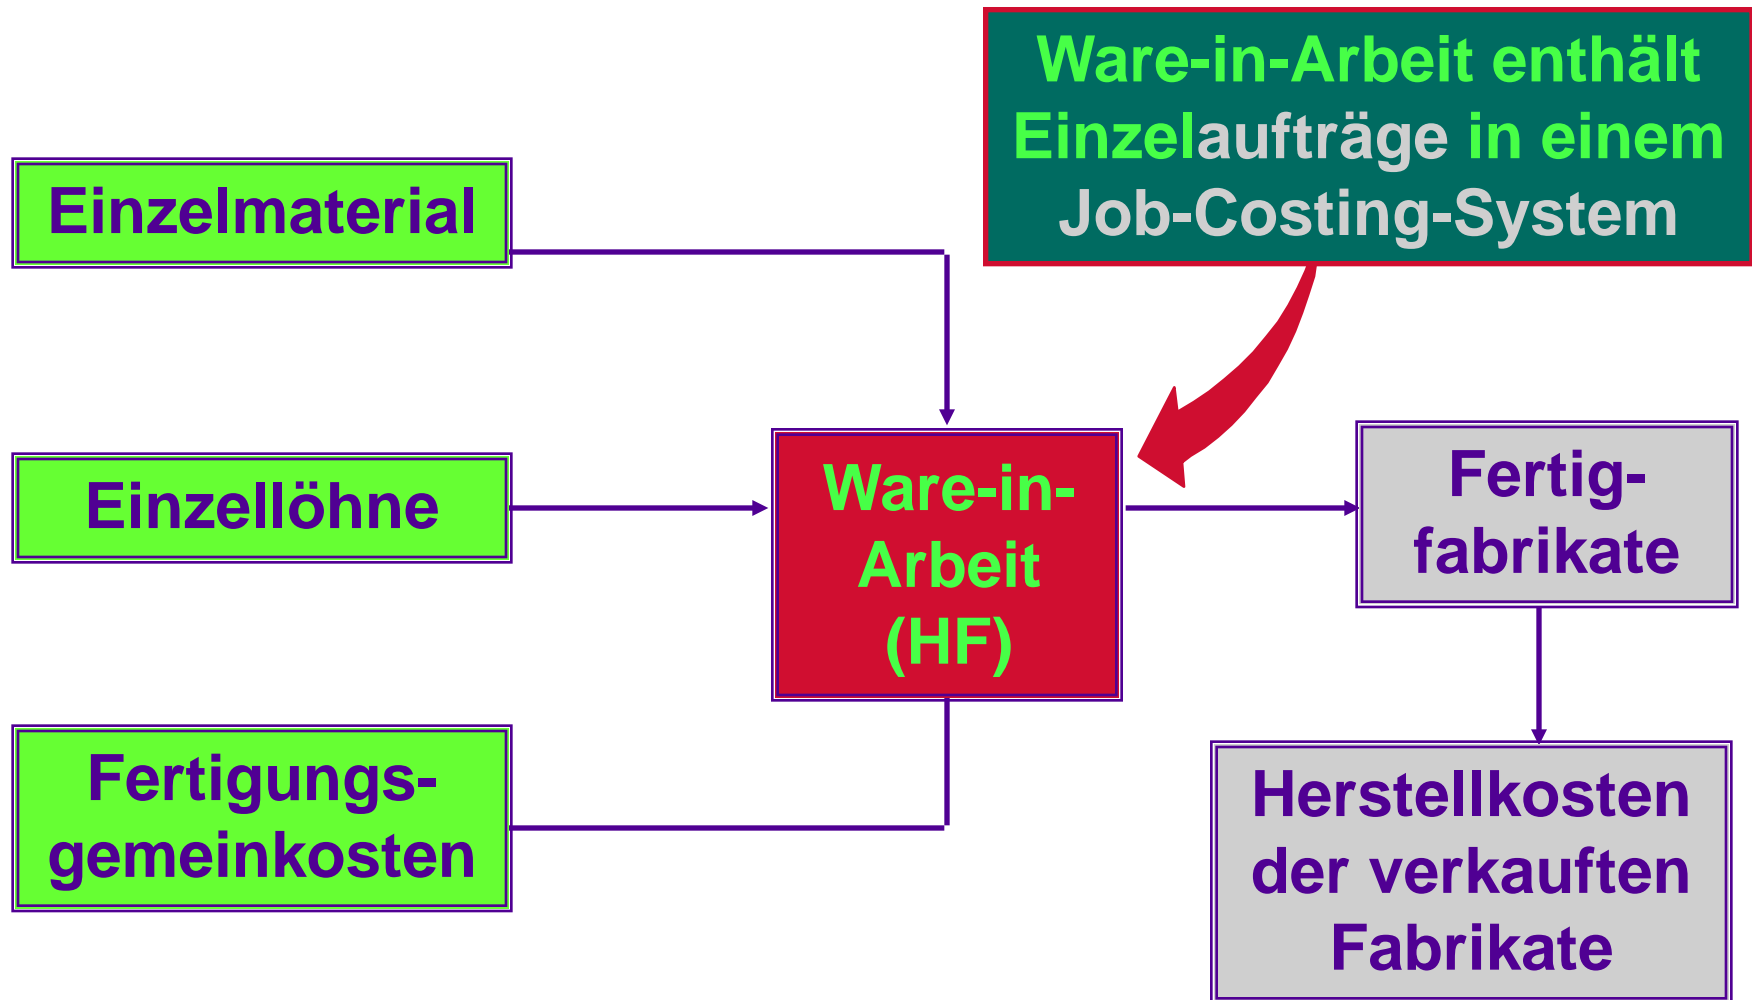 Ware-in-Arbeit enthält
Einzelaufträge in einem
Job-Costing-System
Einzelmaterial
Einzellöhne
Fertigungs-
gemeinkosten
Ware-in-
Arbeit
(HF)
Fertig-
fabrikate
Herstellkosten
der verkauften
Fabrikate